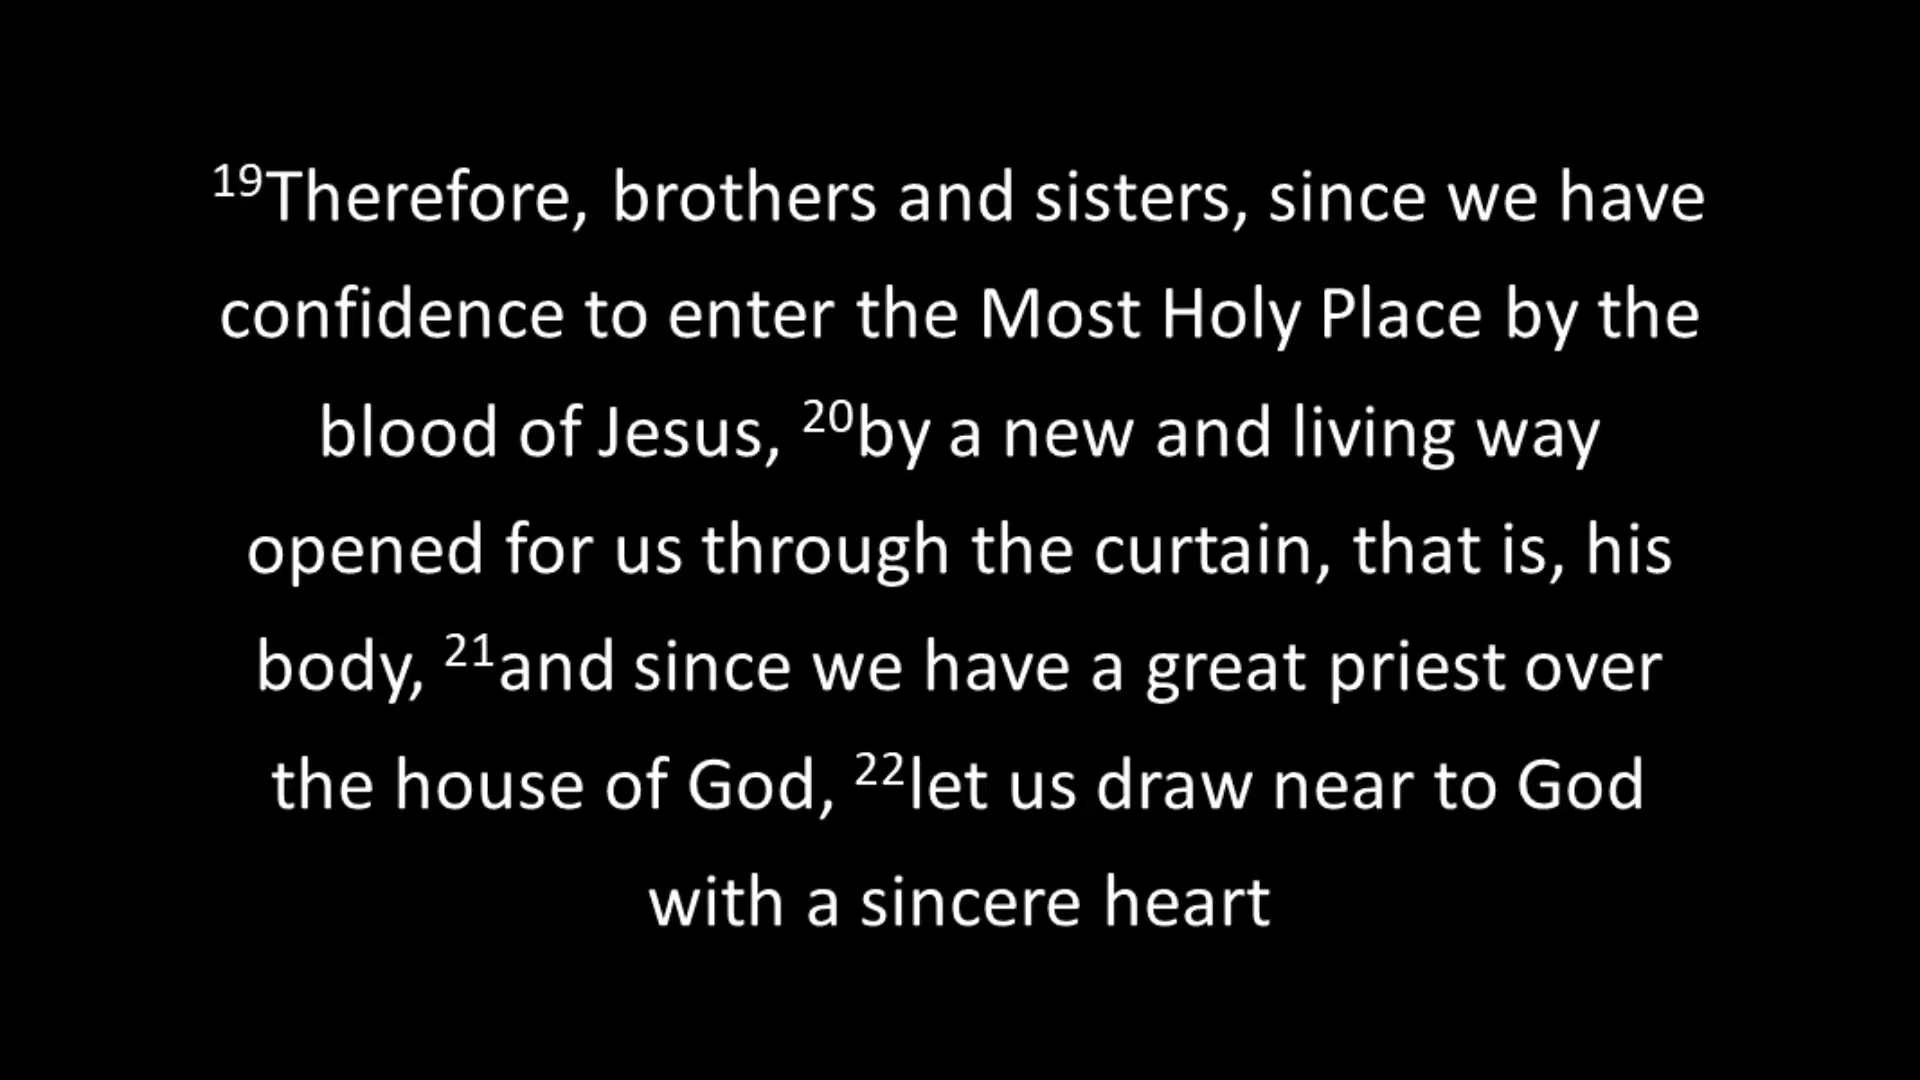 19Therefore, brothers and sisters, since we have
confidence to enter the Most Holy Place by the
blood of Jesus, 20by a new and living way
opened for us through the curtain, that is, his
body, 21and since we have a great priest over
the house of God, 22let us draw near to God
with a sincere heart